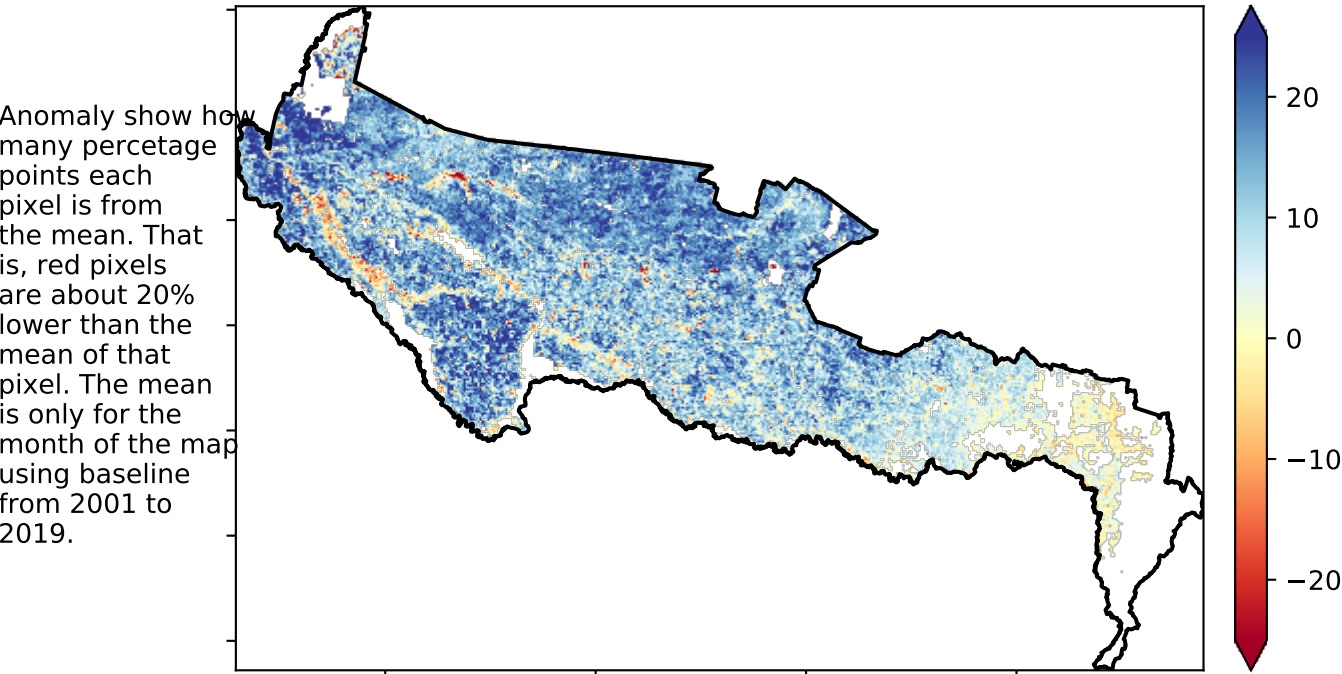 Anomaly show how
many percetage
points each
pixel is from
the mean. That
is, red pixels
are about 20%
lower than the
mean of that
pixel. The mean
is only for the
month of the map
using baseline
from 2001 to
2019.
20
10
0
−10
−20